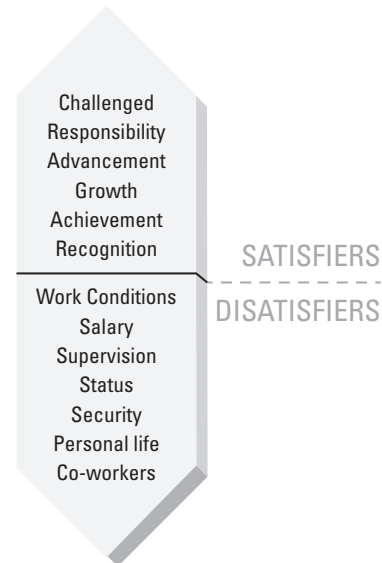 Challenged
Responsibility
Advancement
Growth
Achievement
Recognition
SATISFIERS
Work Conditions
DISATISFIERS
Salary
Supervision
Status
Security
Personal life
Co-workers